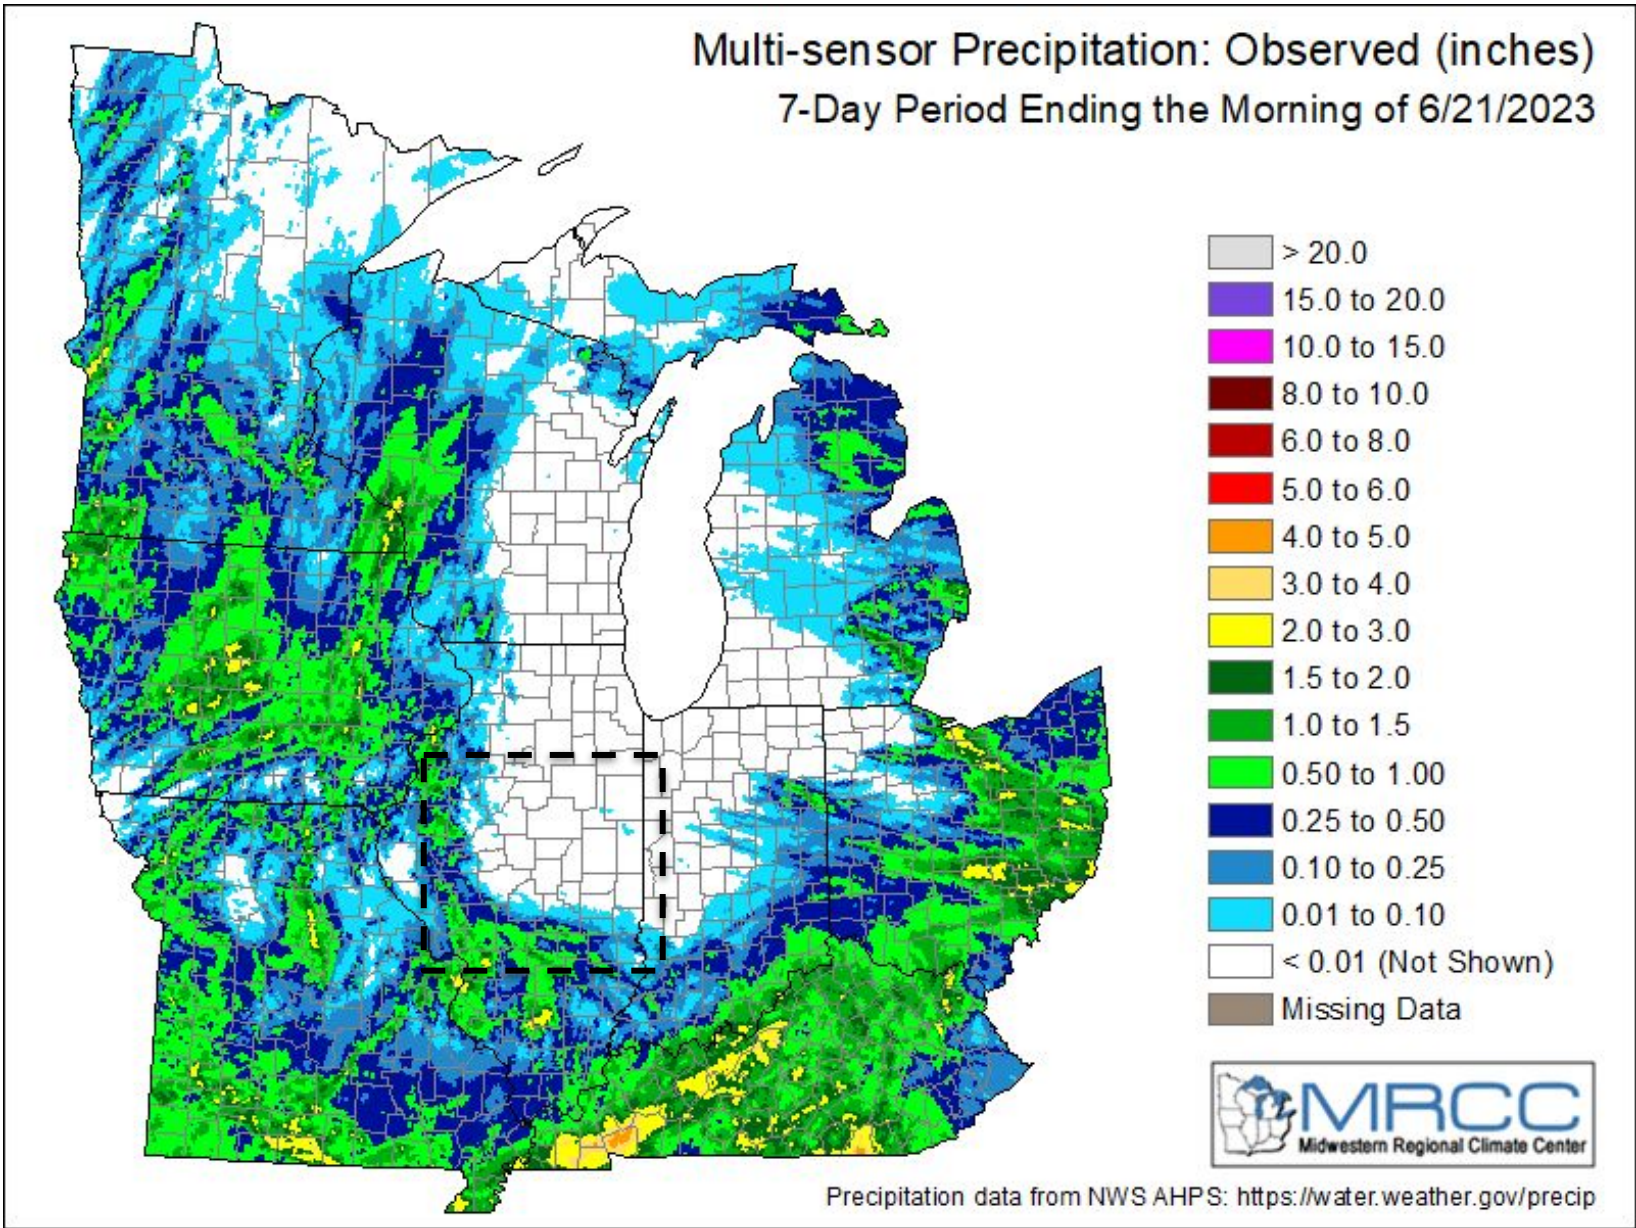 Multi-sensor Precipitation: Observed (inches)
7-Day Period Ending the Morning of 6/21/2023
> 20.0
15.0 to 20.0
10.0 to 15.0
8.0 to 10.0
6.0 to 8.0
5.0 to 6.0
4.0 to 5.0
3.0 to 4.0
2.0 to 3.0
1.5 to 2.0
1.0 to 1.5
0.50 to 1.00
0.25 to 0.50
0.10 to 0.25
0.01 to 0.10
< 0.01 (Not Shown)
Missing Data
MRCC
Midwestern Regional Climate Center
Precipitation data from NWS AHPS: https://water.weather.gov/precip